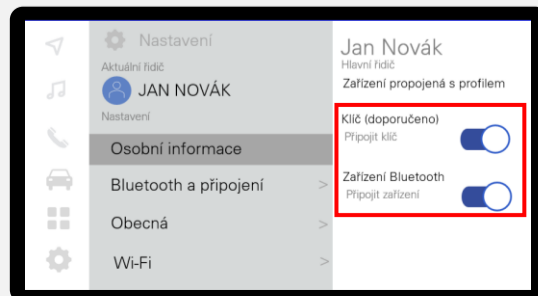 Nastavení
Aktuální řidič
JAN NOVÁK
Nastavení
Osobní informace
Bluetooth a připojení >
Obecná >
Wi-Fi >
Jan Novák
Hlavní řidič
Zařízení propojená s profilem
Klíč (doporučeno)
Připojit klíč
Zařízení Bluetooth
Připojit zařízení